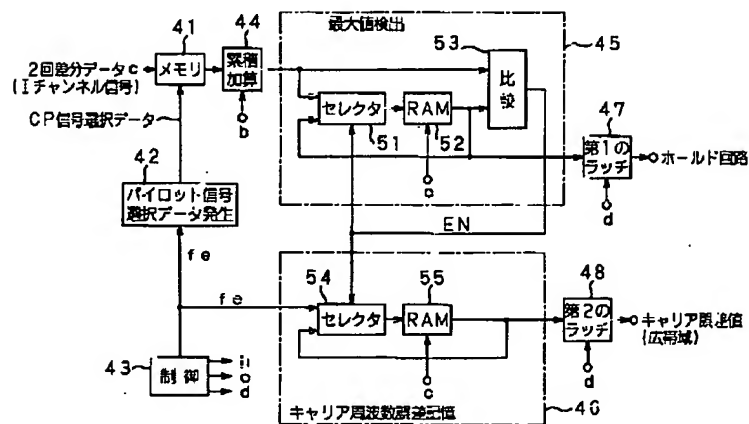 最大値検出
41
44
53
45
2回差分データc
(Iチャンネル信号)
メモリ
累積
加算
比
較
CP信号選択データ
b
セレクタ
51
RAM
52
47
第1の
ラッチ
ホールド回路
42
パイロット信号
選択データ発生
c
d
EN
fe
fe
54
セレクタ
55
RAM
48
第2の
ラッチ
キャリア誤差値
(広帯域)
43
制御
c
d
c
d
キャリア周波数誤差記憶
46